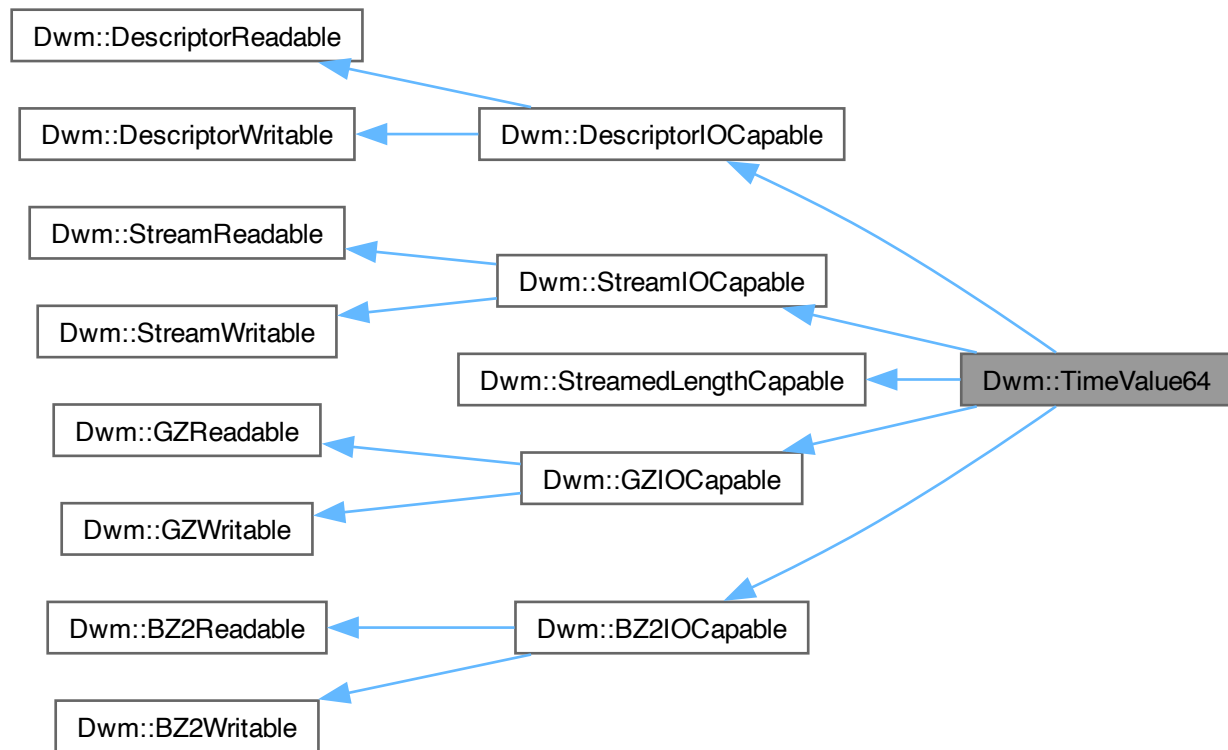 Dwm::DescriptorReadable
Dwm::DescriptorWritable
Dwm::DescriptorIOCapable
Dwm::StreamReadable
Dwm::StreamIOCapable
Dwm::StreamWritable
Dwm::StreamedLengthCapable
Dwm::TimeValue64
Dwm::GZReadable
Dwm::GZIOCapable
Dwm::GZWritable
Dwm::BZ2Readable
Dwm::BZ2IOCapable
Dwm::BZ2Writable